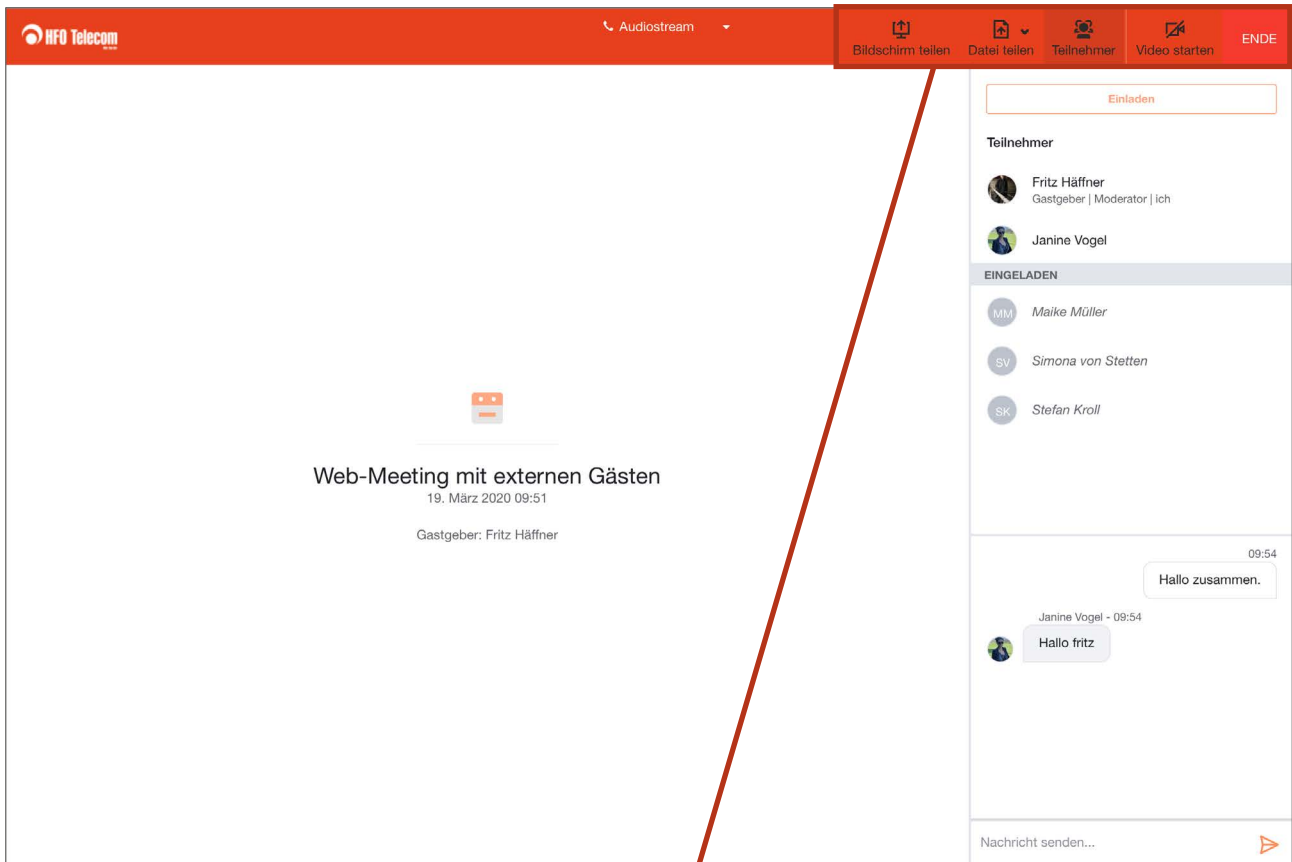 HFO Telecom
Audiostream
Bildschirm teilen
Datei teilen
Teilnehmer
Video starten
ENDE
Einladen
Teilnehmer
Fritz Häffner
Gastgeber | Moderator | ich
Janine Vogel
EINGELADEN
MM Maike Müller
SV Simona von Stetten
SK Stefan Kroll
Web-Meeting mit externen Gästen
19. März 2020 09:51
Gastgeber: Fritz Häffner
09:54
Hallo zusammen.
Janine Vogel - 09:54
Hallo fritz
Nachricht senden...